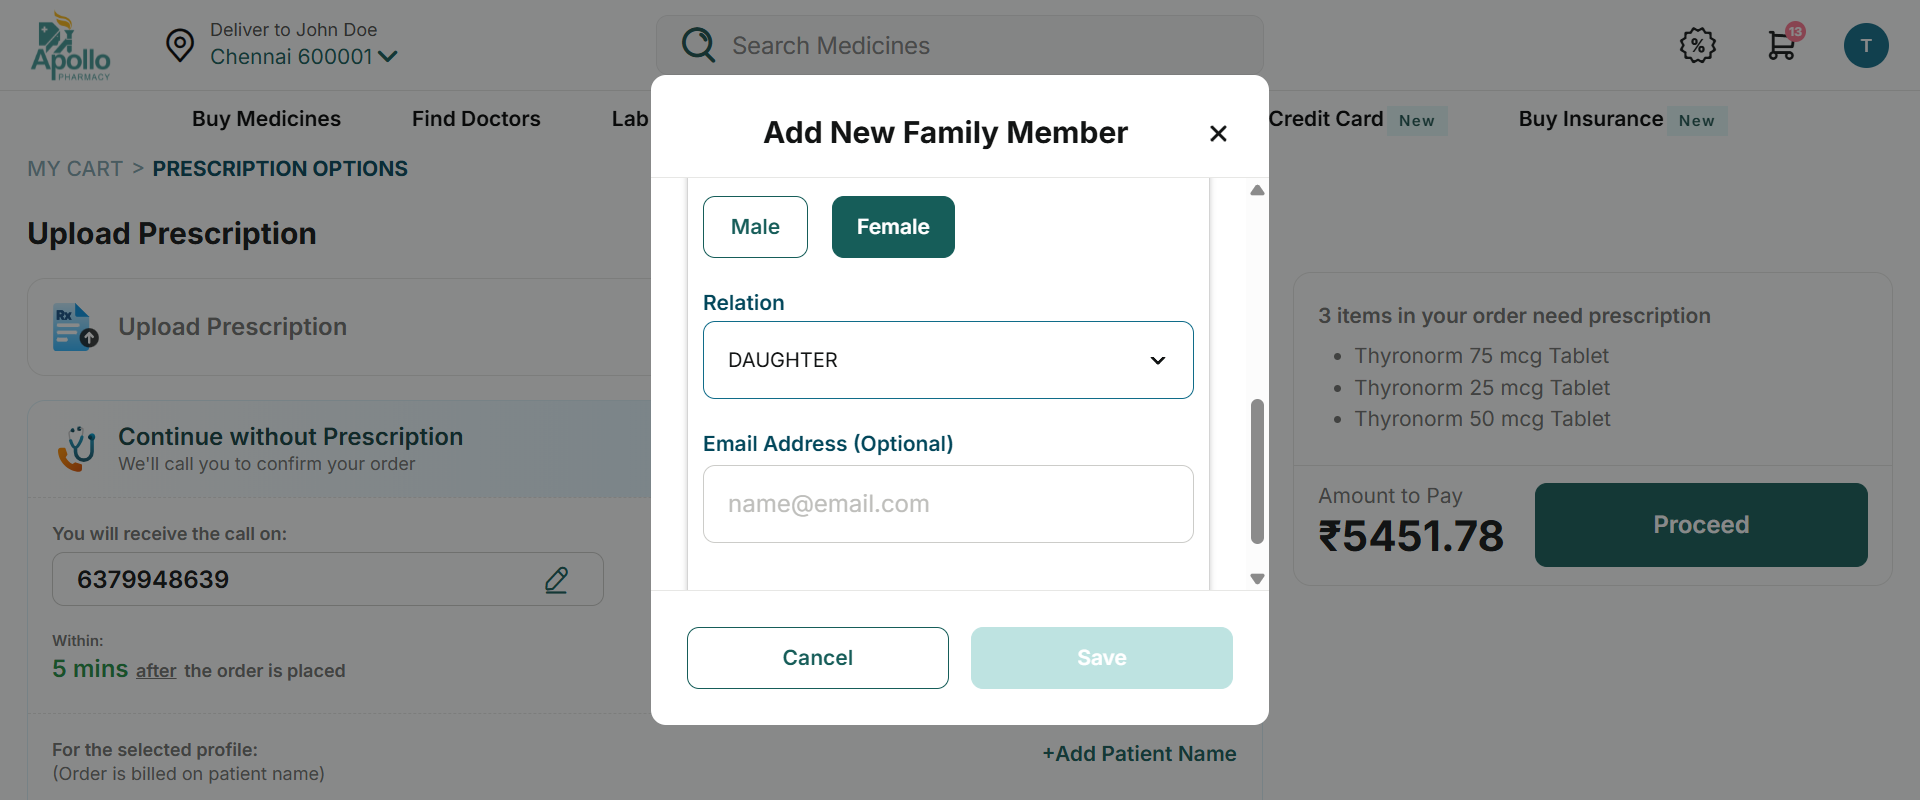 Apollo
PHARMACY
Deliver to John Doe
Chennai 600001
Search Medicines
%
13
T
Buy Medicines
Find Doctors
Lab
Credit Card New
Buy Insurance New
MY CART > PRESCRIPTION OPTIONS
Upload Prescription
Rx
Upload Prescription
Continue without Prescription
We'll call you to confirm your order
You will receive the call on:
6379948639
Within:
5 mins after the order is placed
For the selected profile:
(Order is billed on patient name)
+Add Patient Name
Add New Family Member
Male
Female
Relation
DAUGHTER
Email Address (Optional)
name@email.com
Cancel
Save
3 items in your order need prescription
• Thyronorm 75 mcg Tablet
• Thyronorm 25 mcg Tablet
• Thyronorm 50 mcg Tablet
Amount to Pay
₹5451.78
Proceed